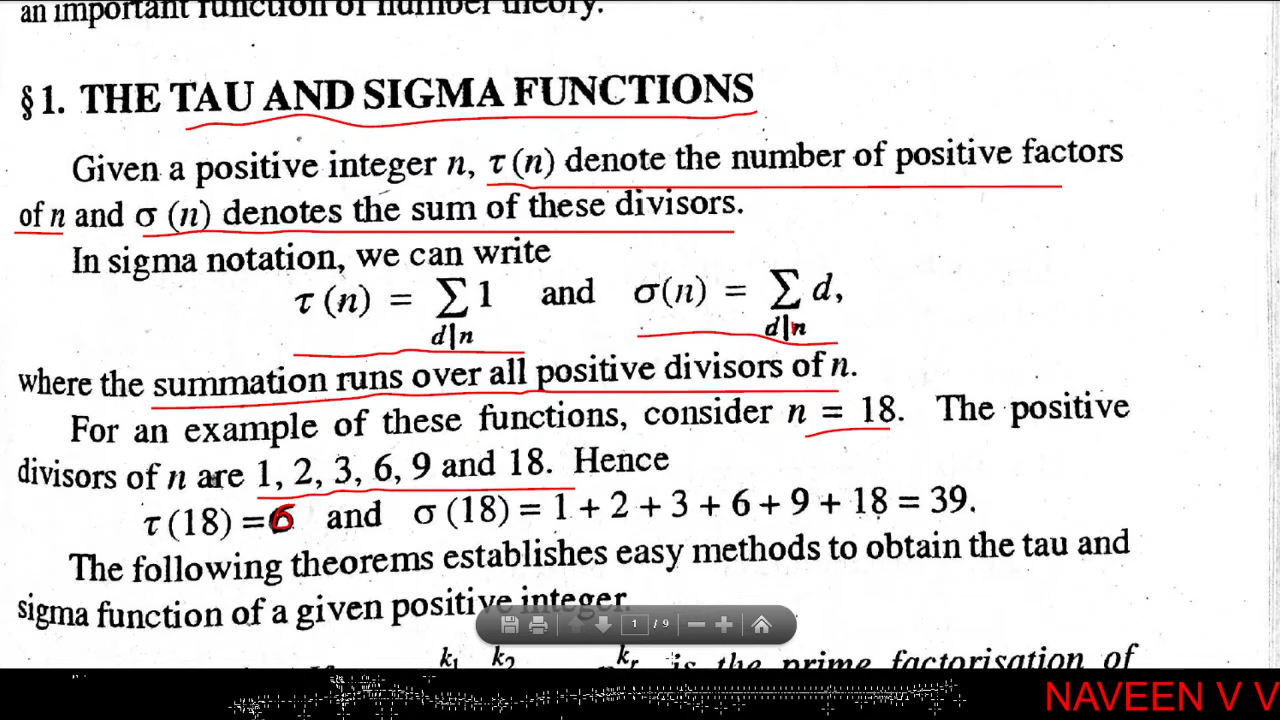 an important function of number theory.
§ 1. THE TAU AND SIGMA FUNCTIONS
Given a positive integer n, τ (n) denote the number of positive factors
of n and σ (n) denotes the sum of these divisors.
In sigma notation, we can write
τ (n) = ∑ 1 and σ(n) = ∑ d,
d|n d|n
where the summation runs over all positive divisors of n.
For an example of these functions, consider n = 18. The positive
divisors of n are 1, 2, 3, 6, 9 and 18. Hence
τ (18) = 6 and σ (18) = 1 + 2 + 3 + 6 + 9 + 18 = 39.
The following theorems establishes easy methods to obtain the tau and
sigma function of a given positive integer.
1 / 9
k₁ k₂ kᵣ is the prime factorisation of
NAVEEN V V